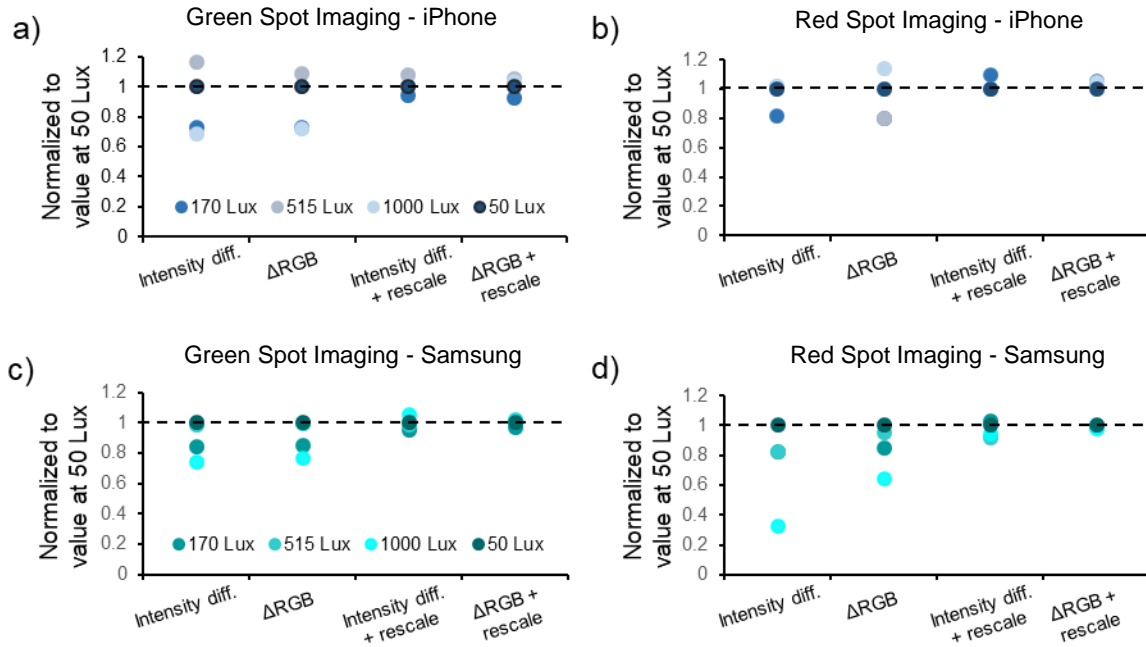 a)
Green Spot Imaging - iPhone
Normalized to
value at 50 Lux
1.2
1
0.8
0.6
0.4
0.2
0
170 Lux
515 Lux
1000 Lux
50 Lux
Intensity diff.
ΔRGB
Intensity diff.
+ rescale
ΔRGB +
rescale
b)
Red Spot Imaging - iPhone
Normalized to
value at 50 Lux
1.2
1
0.8
0.6
0.4
0.2
0
Intensity diff.
ΔRGB
Intensity diff.
+ rescale
ΔRGB +
rescale
c)
Green Spot Imaging - Samsung
Normalized to
value at 50 Lux
1.2
1
0.8
0.6
0.4
0.2
0
170 Lux
515 Lux
1000 Lux
50 Lux
Intensity diff.
ΔRGB
Intensity diff.
+ rescale
ΔRGB +
rescale
d)
Red Spot Imaging - Samsung
Normalized to
value at 50 Lux
1.2
1
0.8
0.6
0.4
0.2
0
Intensity diff.
ΔRGB
Intensity diff.
+ rescale
ΔRGB +
rescale